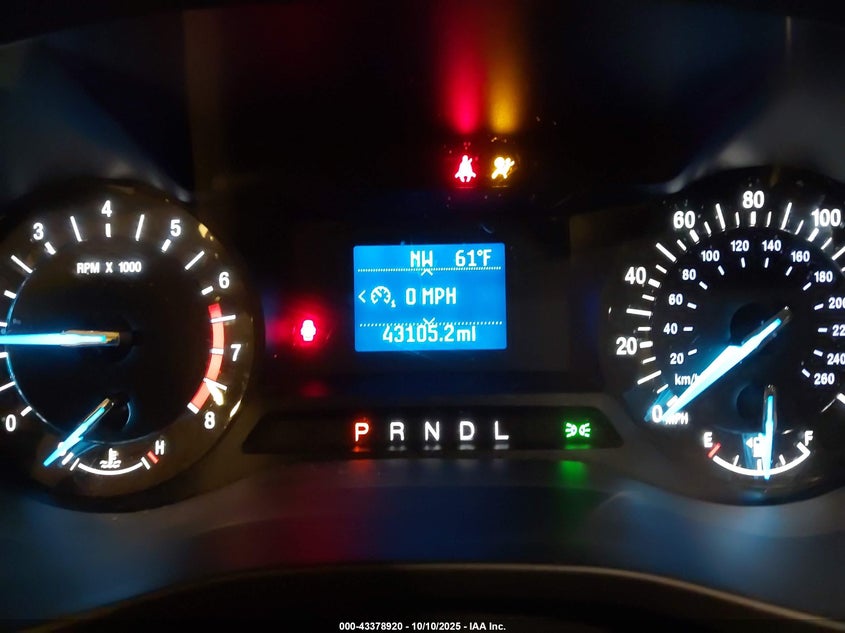 NW 61°F
0 MPH
43105.2mi
3 4 5 6 7 8 0
RPM X 1000
H
P R N D L
0 20 40 60 80 100
20 40 60 80 100 120 140 160 180 260
km/
MPH
E F
000-43378920 - 10/10/2025 - IAA Inc.